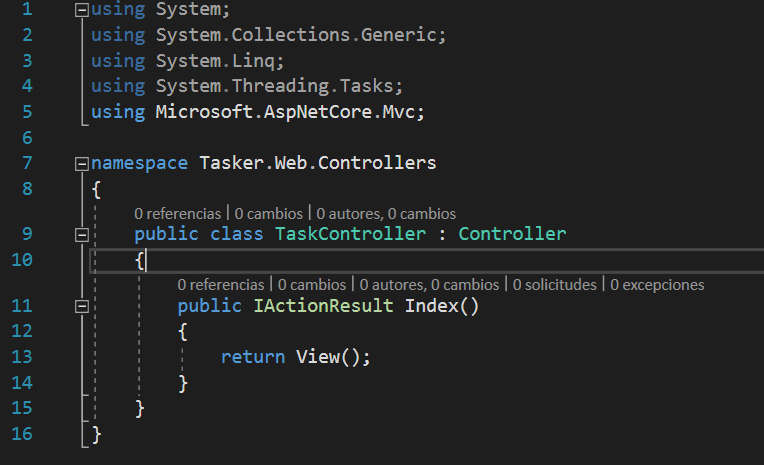 1 using System;
2 using System.Collections.Generic;
3 using System.Linq;
4 using System.Threading.Tasks;
5 using Microsoft.AspNetCore.Mvc;
6
7 namespace Tasker.Web.Controllers
8 {
0 referencias | 0 cambios | 0 autores, 0 cambios
9 public class TaskController : Controller
10 {
0 referencias | 0 cambios | 0 autores, 0 cambios | 0 solicitudes | 0 excepciones
11 public IActionResult Index()
12 {
13 return View();
14 }
15 }
16 }